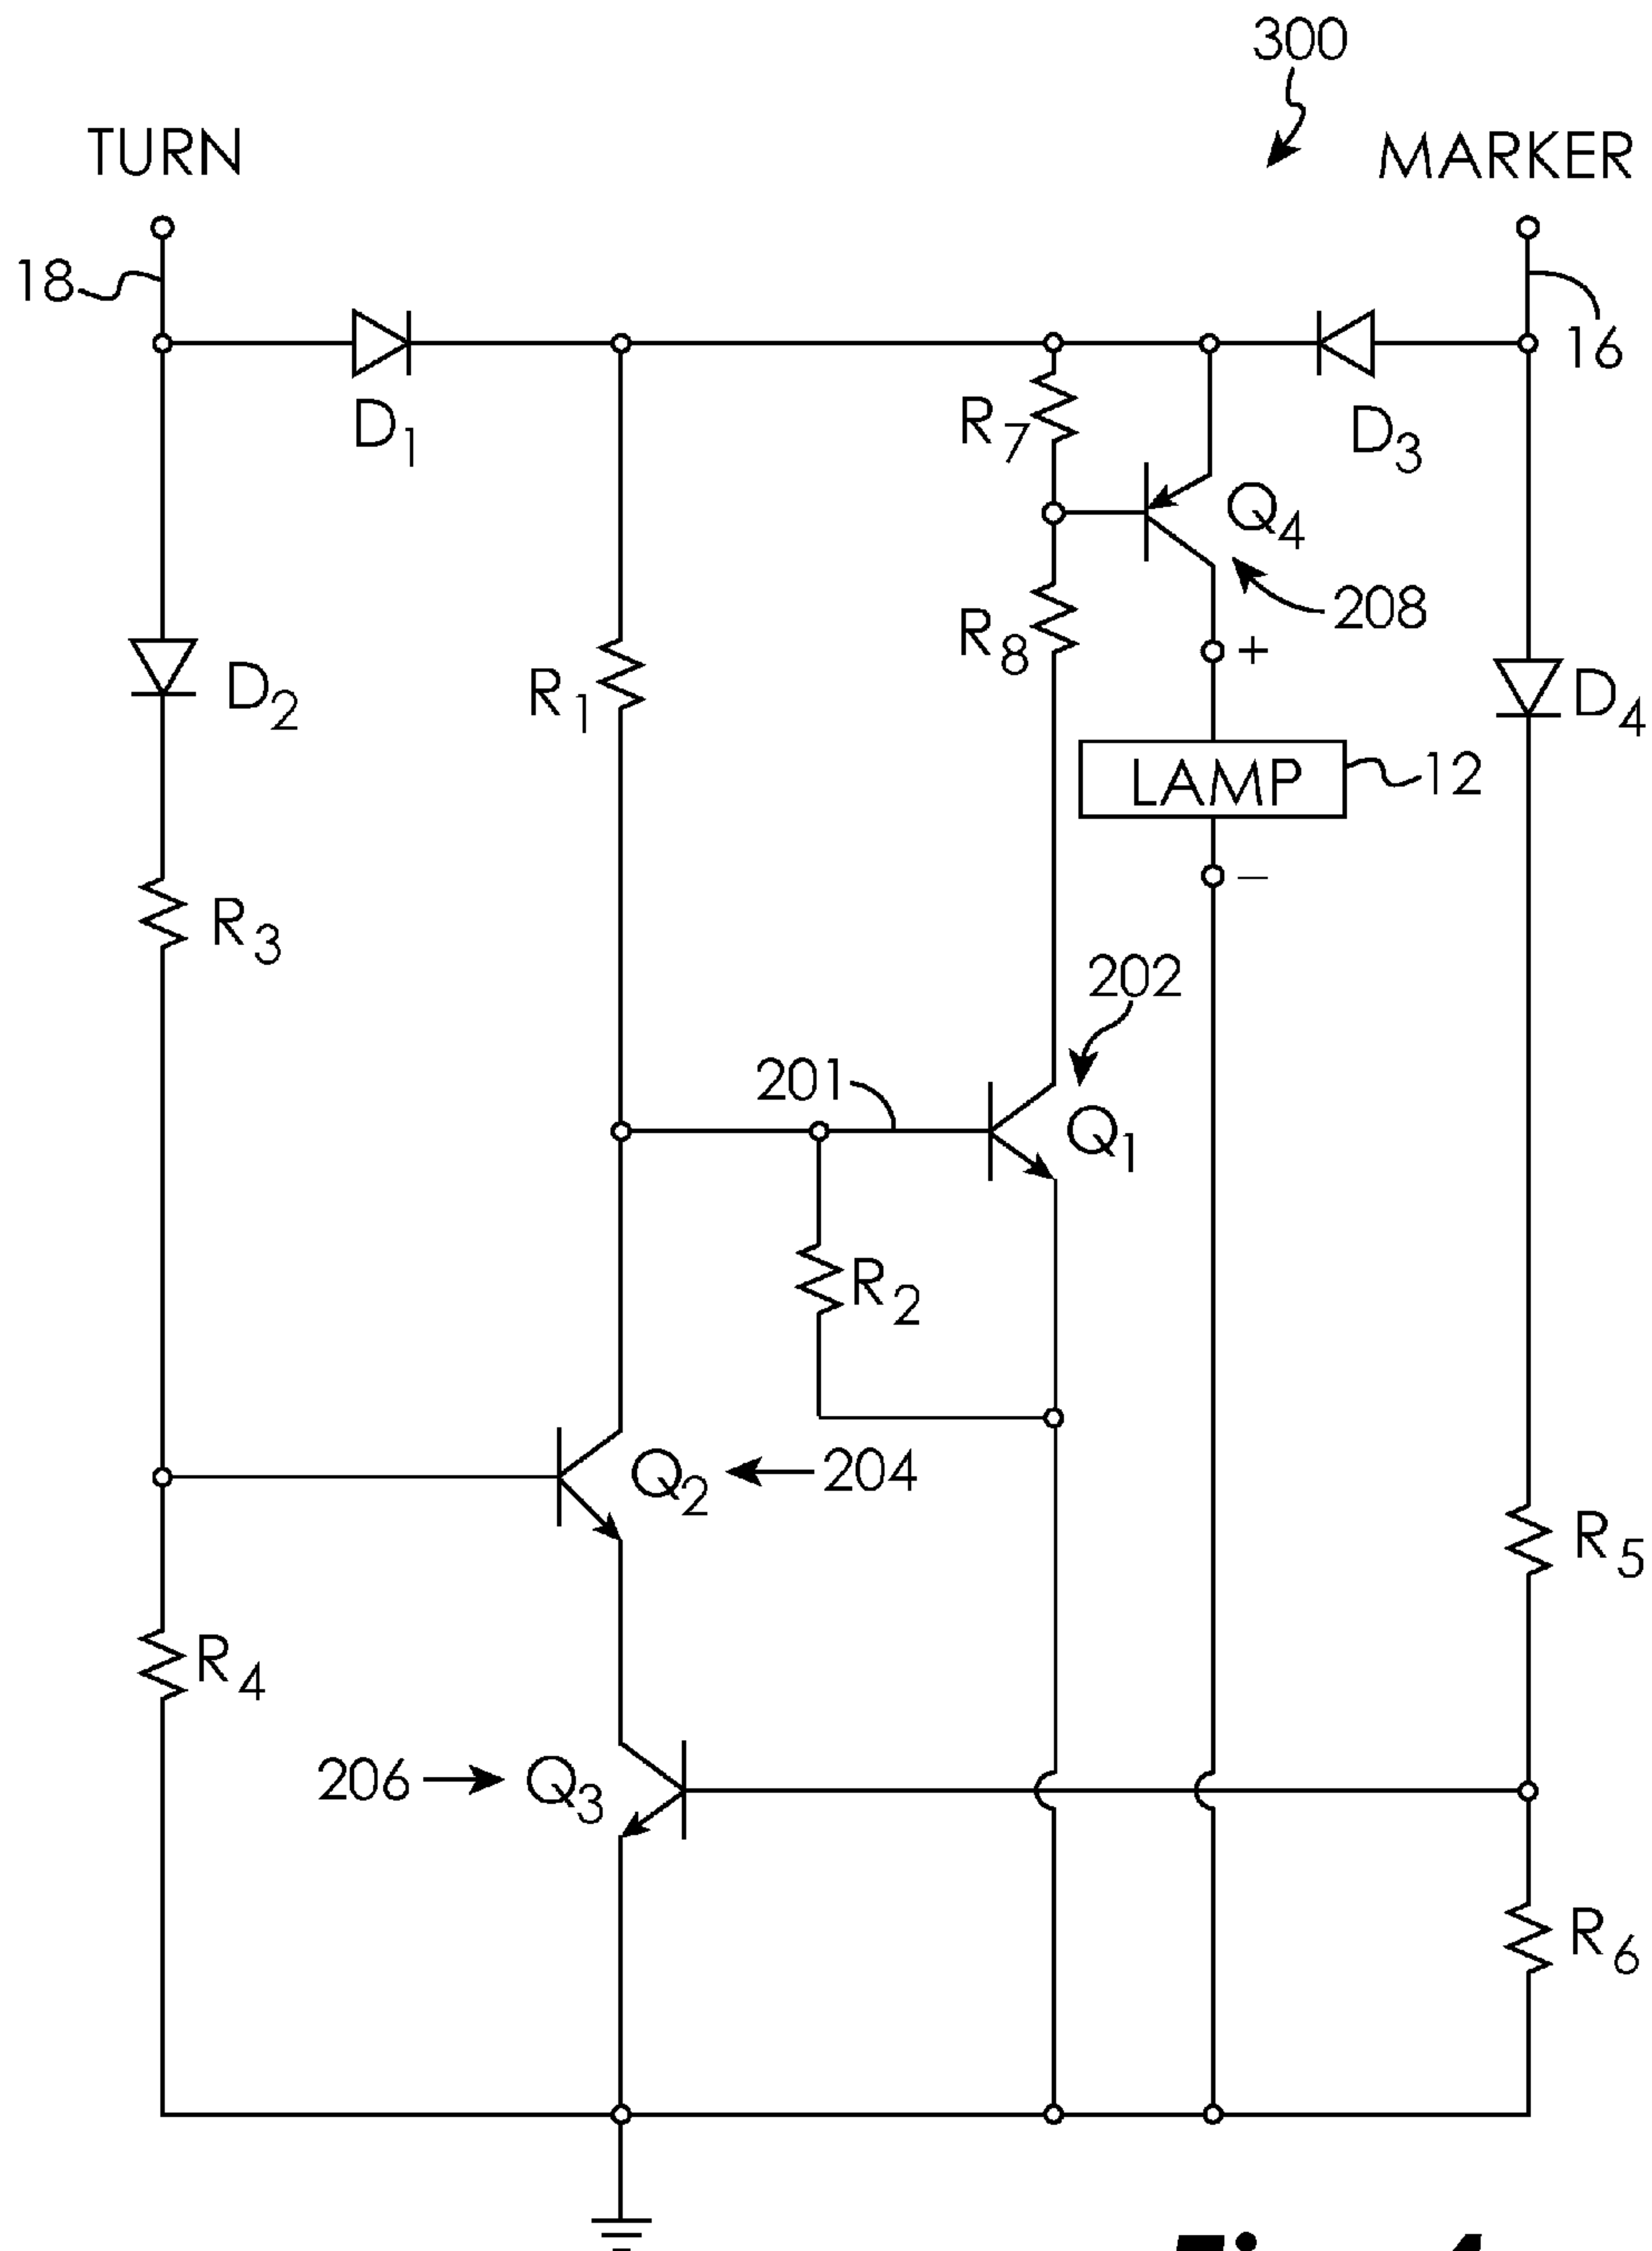 300
TURN
MARKER
18
16
D1
R7
D3
Q4
208
R8
+
D2
R1
D4
LAMP
12
−
R3
202
201
Q1
R2
Q2
204
R5
R4
206
Q3
R6